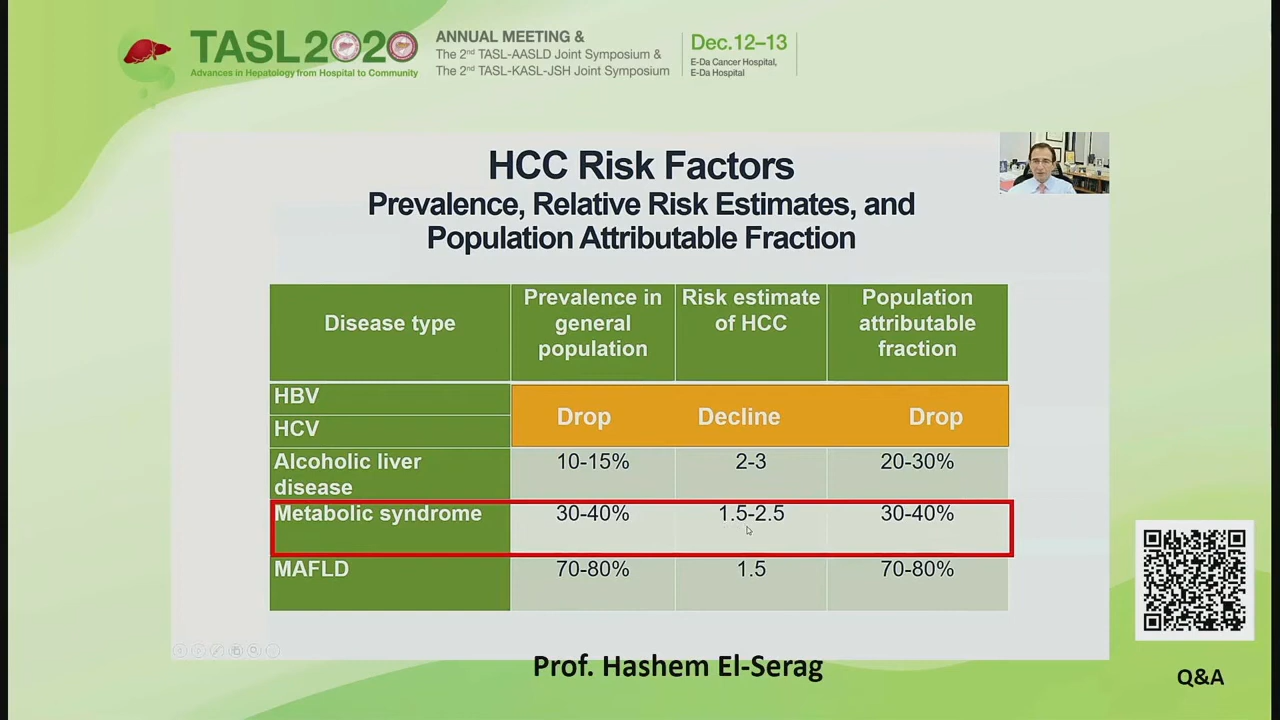 TASL2020
Advances in Hepatology from Hospital to Community
ANNUAL MEETING &
The 2nd TASL-AASLD Joint Symposium &
The 2nd TASL-KASL-JSH Joint Symposium
Dec.12–13
E-Da Cancer Hospital,
E-Da Hospital
HCC Risk Factors
Prevalence, Relative Risk Estimates, and
Population Attributable Fraction
Disease type
Prevalence in
general
population
Risk estimate
of HCC
Population
attributable
fraction
HBV
HCV
Drop Decline Drop
Alcoholic liver
disease
10-15% 2-3 20-30%
Metabolic syndrome 30-40% 1.5-2.5 30-40%
MAFLD 70-80% 1.5 70-80%
Prof. Hashem El-Serag
Q&A